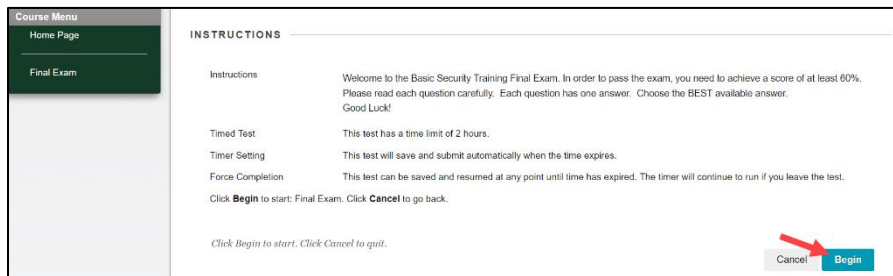 Course Menu
Home Page
Final Exam
INSTRUCTIONS
Instructions
Welcome to the Basic Security Training Final Exam. In order to pass the exam, you need to achieve a score of at least 60%.
Please read each question carefully. Each question has one answer. Choose the BEST available answer.
Good Luck!
Timed Test
This test has a time limit of 2 hours.
Timer Setting
This test will save and submit automatically when the time expires.
Force Completion
This test can be saved and resumed at any point until time has expired. The timer will continue to run if you leave the test.
Click Begin to start: Final Exam. Click Cancel to go back.
Click Begin to start. Click Cancel to quit.
Cancel
Begin